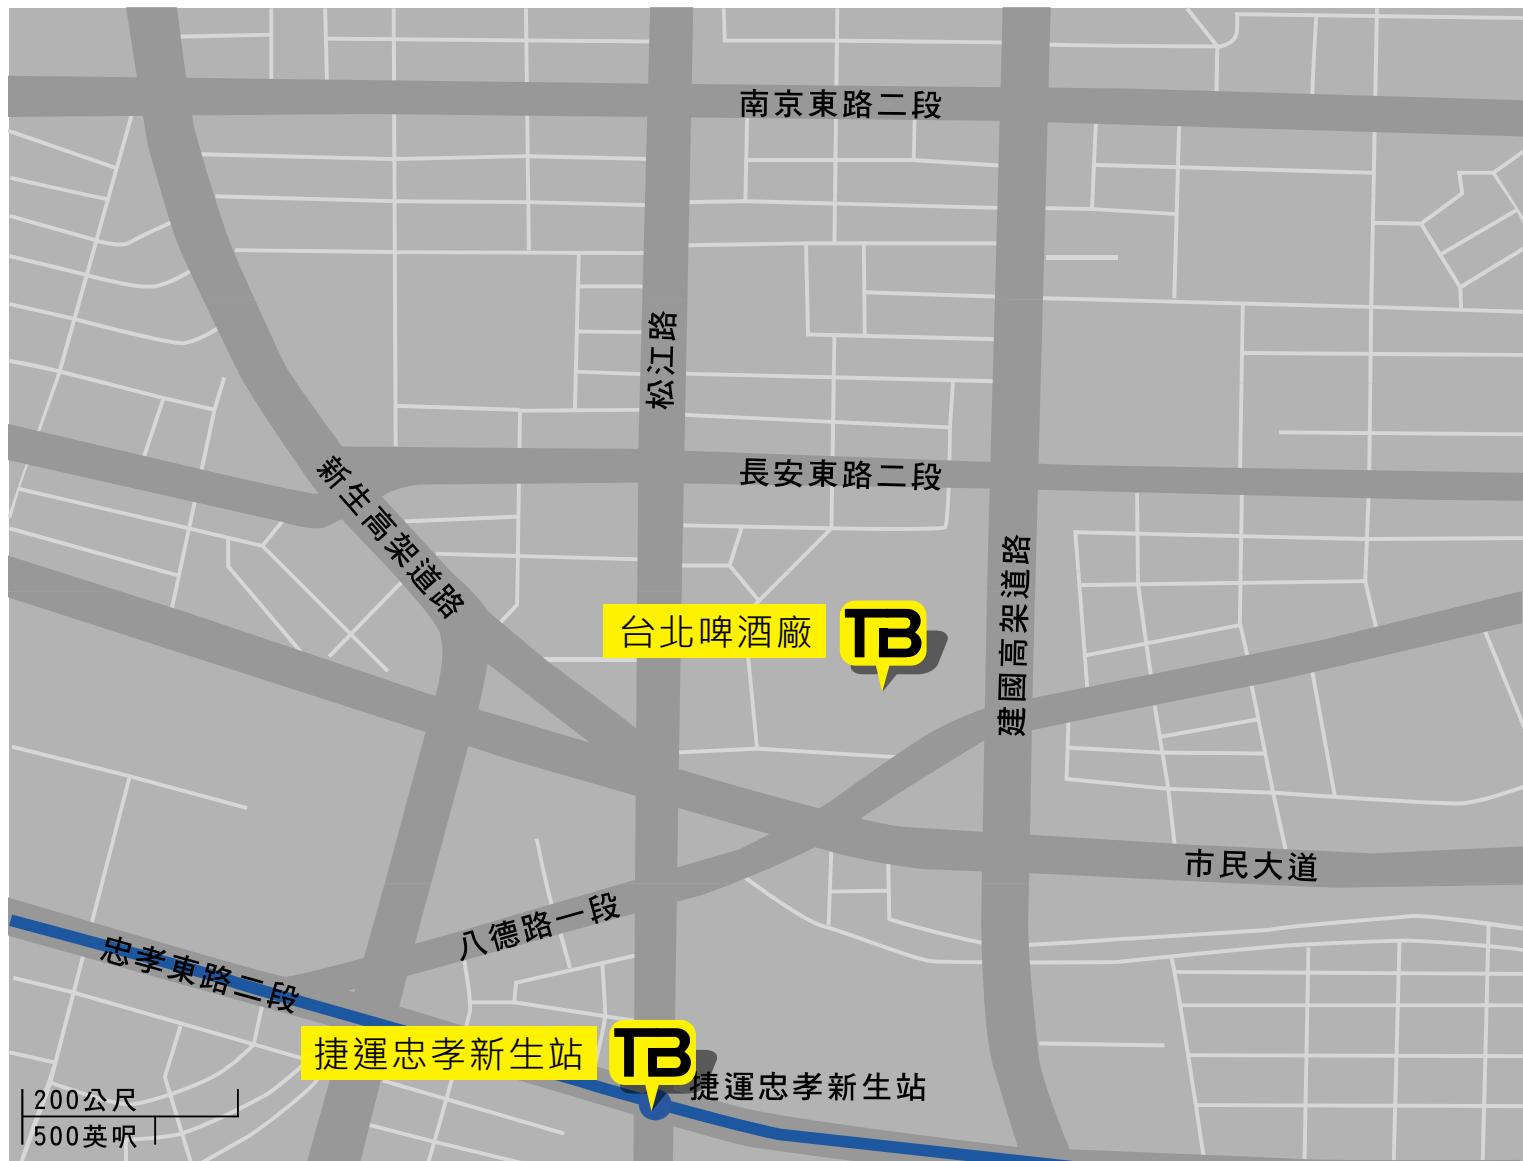 南京東路二段
松江路
新生高架道路
長安東路二段
建國高架道路
台北啤酒廠
TB
市民大道
八德路一段
忠孝東路二段
捷運忠孝新生站
TB
捷運忠孝新生站
200公尺
500英呎